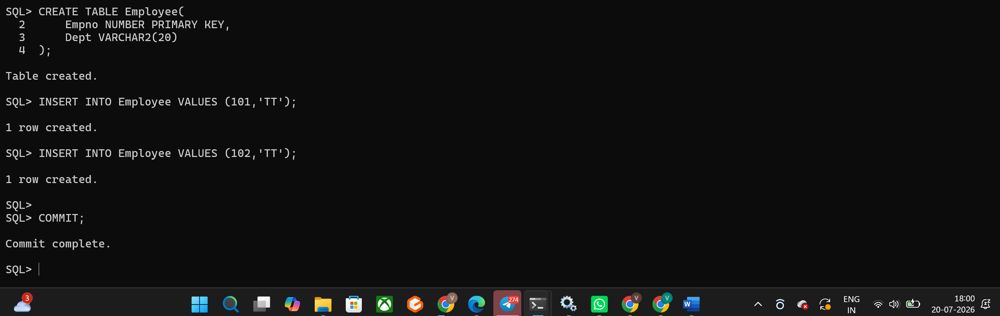 SQL> CREATE TABLE Employee(
  2      Empno NUMBER PRIMARY KEY,
  3      Dept VARCHAR2(20)
  4  );
Table created.
SQL> INSERT INTO Employee VALUES (101,'TT');
1 row created.
SQL> INSERT INTO Employee VALUES (102,'TT');
1 row created.
SQL>
SQL> COMMIT;
Commit complete.
SQL>
3
V
274
V
V
W
ENG
IN
18:00
20-07-2026